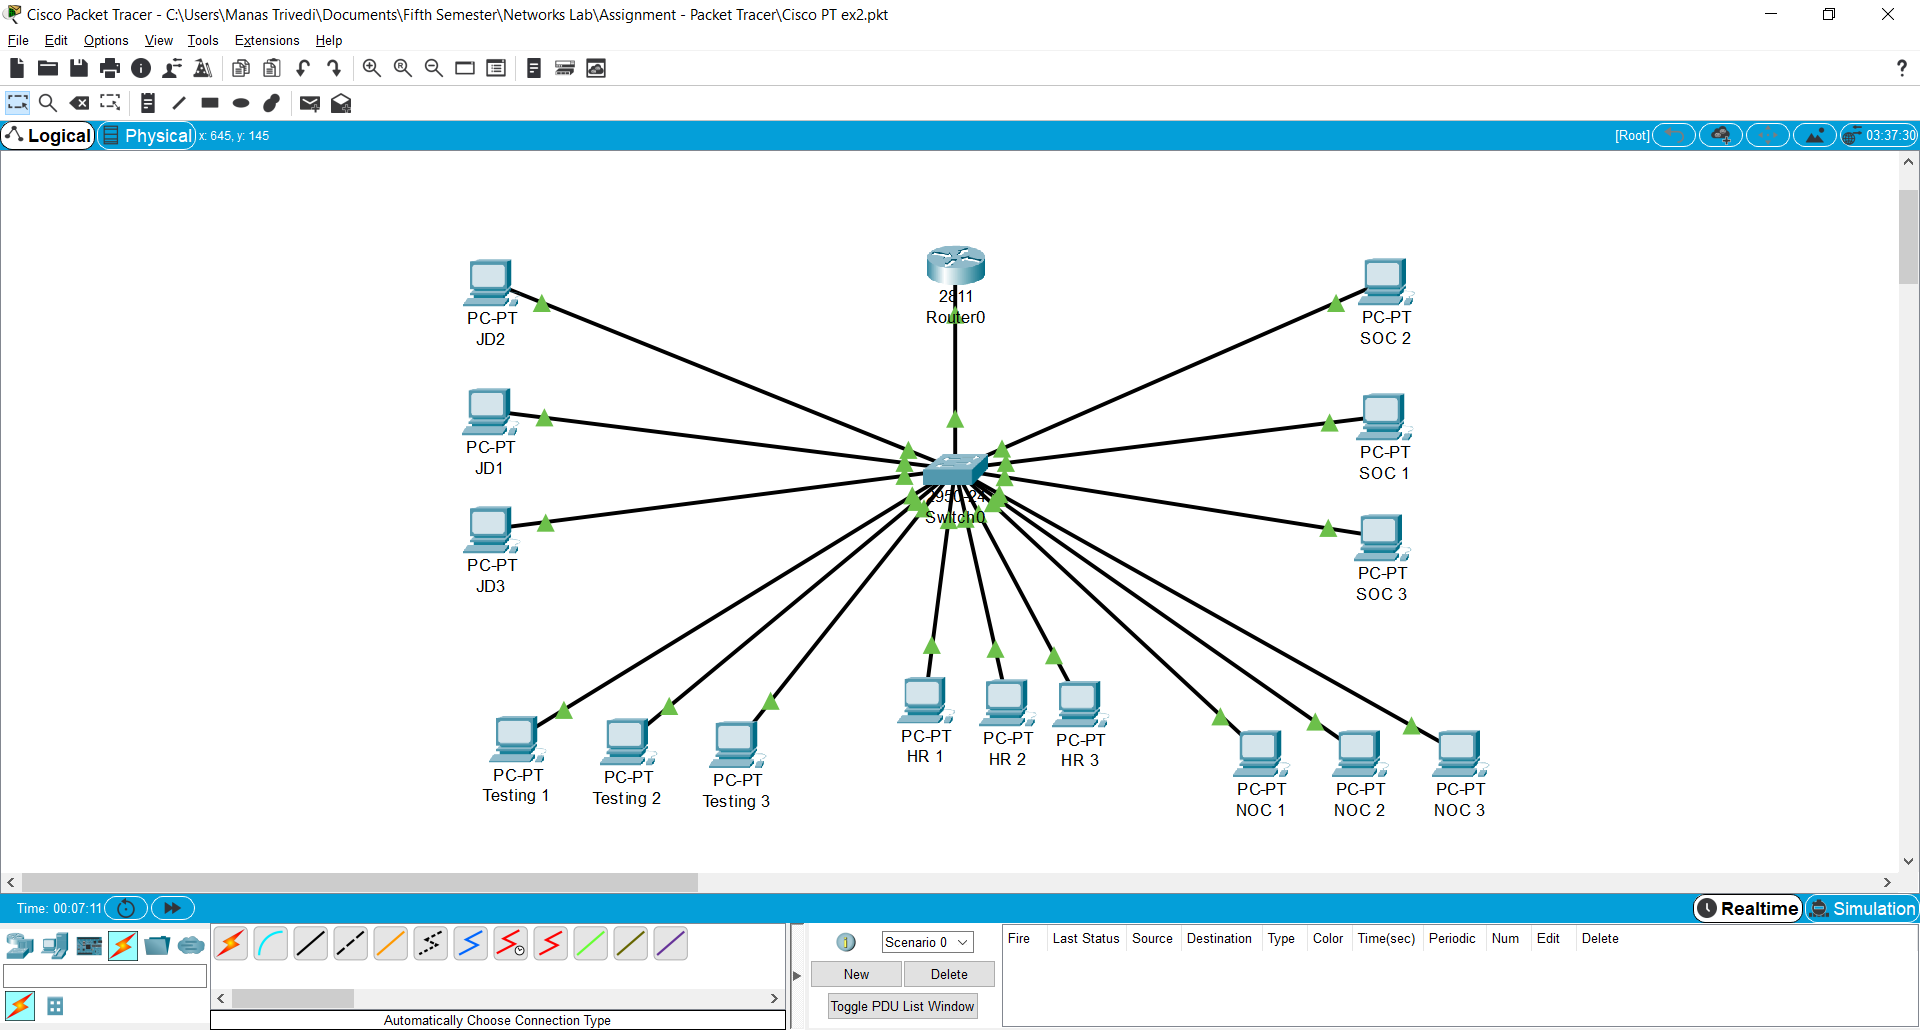 Cisco Packet Tracer - C:\Users\Manas Trivedi\Documents\Fifth Semester\Networks Lab\Assignment - Packet Tracer\Cisco PT ex2.pkt
File Edit Options View Tools Extensions Help
?
Logical Physical x: 645, y: 145 [Root] 03:37:30
2811
Router0
PC-PT
JD2
PC-PT
SOC 2
PC-PT
JD1
PC-PT
SOC 1
2950-24
Switch0
PC-PT
JD3
PC-PT
SOC 3
PC-PT
HR 1
PC-PT
HR 2
PC-PT
HR 3
PC-PT
Testing 1
PC-PT
Testing 2
PC-PT
Testing 3
PC-PT
NOC 1
PC-PT
NOC 2
PC-PT
NOC 3
Time: 00:07:11 Realtime Simulation
Scenario 0
New Delete
Toggle PDU List Window
Fire Last Status Source Destination Type Color Time(sec) Periodic Num Edit Delete
Automatically Choose Connection Type